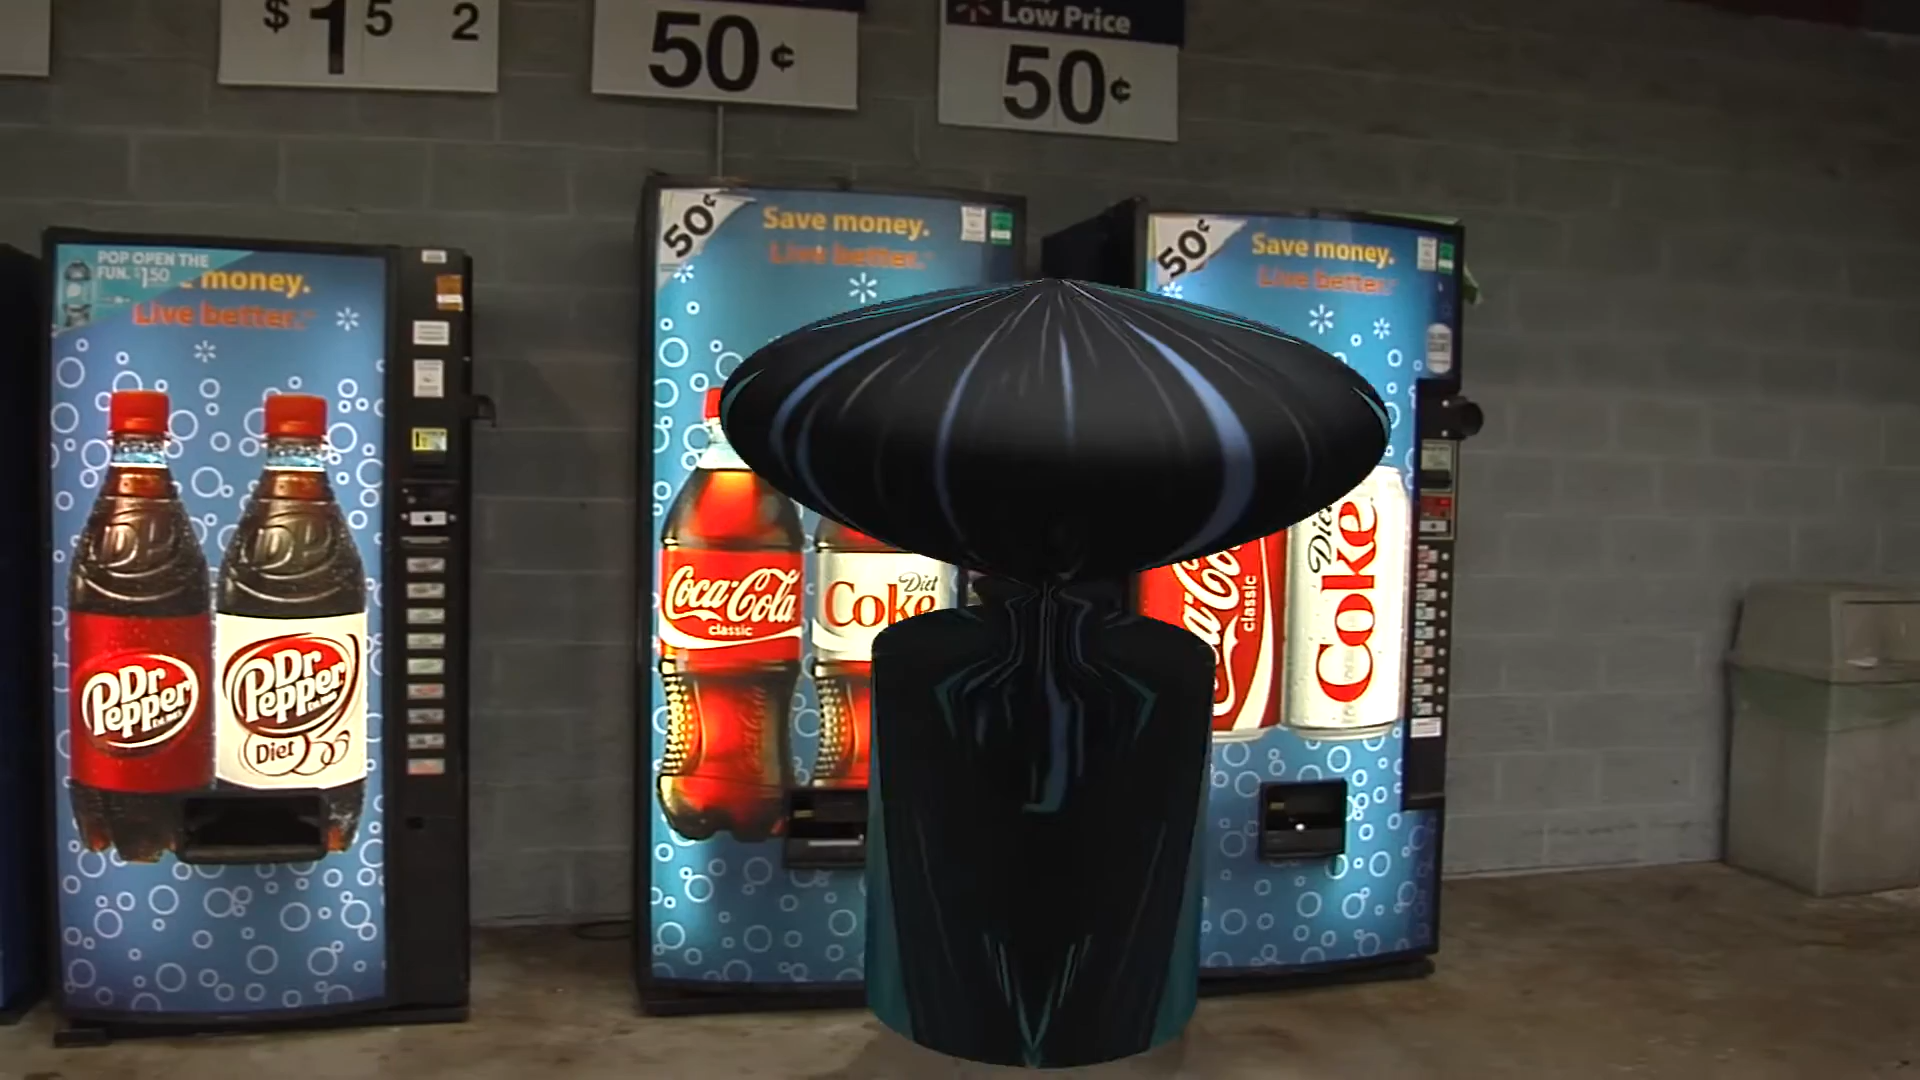 $ 1 5 2
50¢
Low Price
50¢
POP OPEN THE
FUN. $1.50
money.
Live better.
Dr
Pepper
Dr
Pepper
Diet
50¢
Save money.
Live better.
Coca-Cola
classic
Diet
Coke
50¢
Save money.
Live better.
classic
Diet
Coke